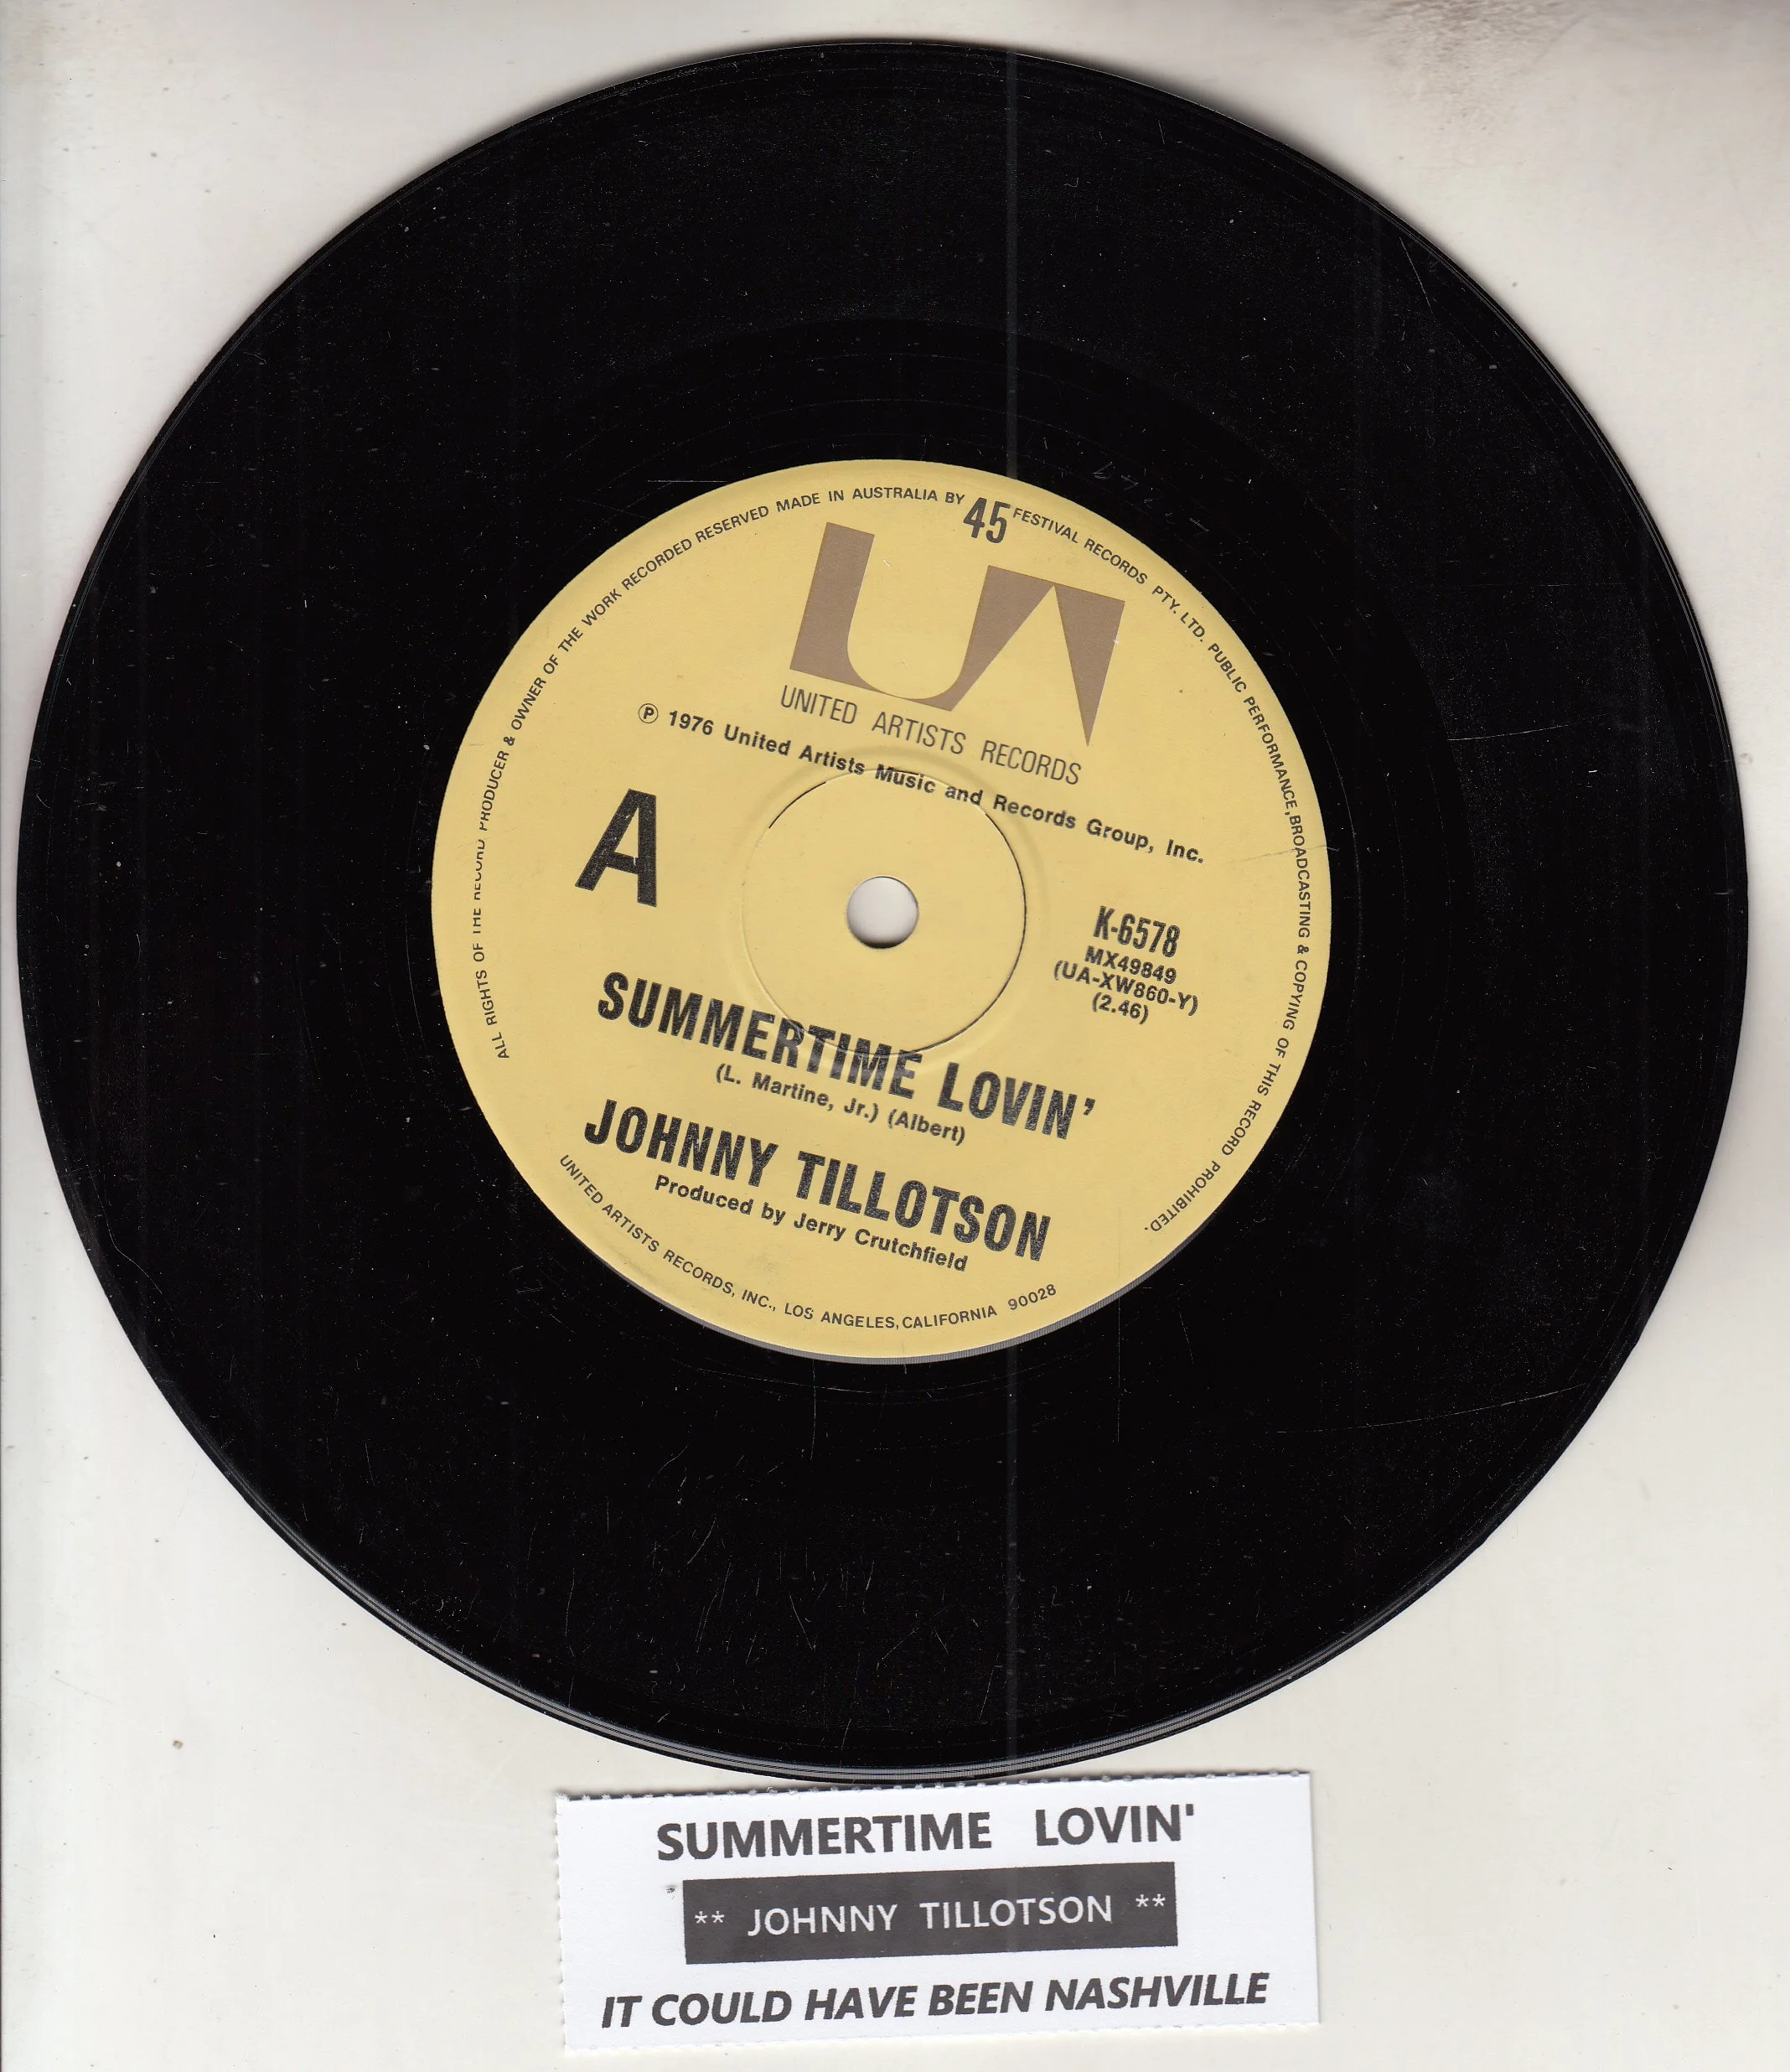 ALL RIGHTS OF THE RECORD PRODUCER & OWNER OF THE WORK RECORDED RESERVED MADE IN AUSTRALIA BY FESTIVAL RECORDS PTY. LTD. PUBLIC PERFORMANCE, BROADCASTING & COPYING OF THIS RECORD PROHIBITED.
45
UA
UNITED ARTISTS RECORDS
Ⓟ 1976 United Artists Music and Records Group, Inc.
A
K-6578
MX49849
(UA-XW860-Y)
(2.46)
SUMMERTIME LOVIN'
(L. Martine, Jr.) (Albert)
JOHNNY TILLOTSON
Produced by Jerry Crutchfield
UNITED ARTISTS RECORDS, INC., LOS ANGELES, CALIFORNIA 90028
SUMMERTIME LOVIN'
** JOHNNY TILLOTSON **
IT COULD HAVE BEEN NASHVILLE